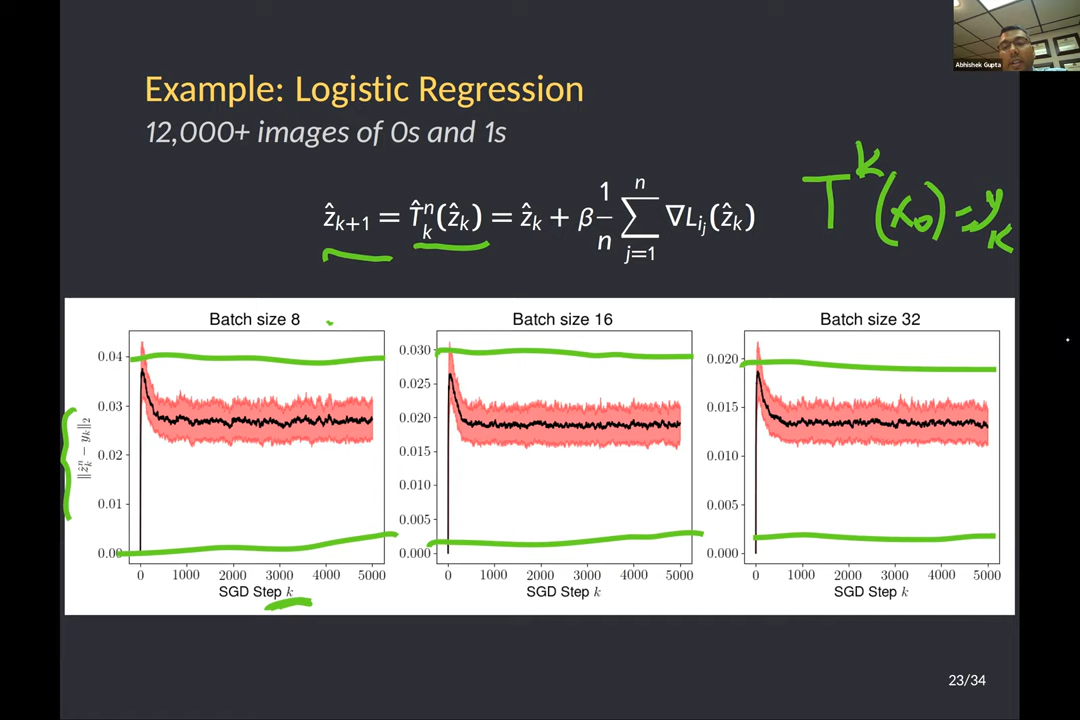 Abhishek Gupta
Example: Logistic Regression
12,000+ images of 0s and 1s
ẑ_{k+1} = T̂_k^n(ẑ_k) = ẑ_k + β 1/n ∑_{j=1}^n ∇L_{i_j}(ẑ_k)
T^k(x_0) = y_k
Batch size 8
0.04
0.03
0.02
0.01
0.00
‖ẑ_k^n − y_k‖_2
0 1000 2000 3000 4000 5000
SGD Step k
Batch size 16
0.030
0.025
0.020
0.015
0.010
0.005
0.000
0 1000 2000 3000 4000 5000
SGD Step k
Batch size 32
0.020
0.015
0.010
0.005
0.000
0 1000 2000 3000 4000 5000
SGD Step k
23/34